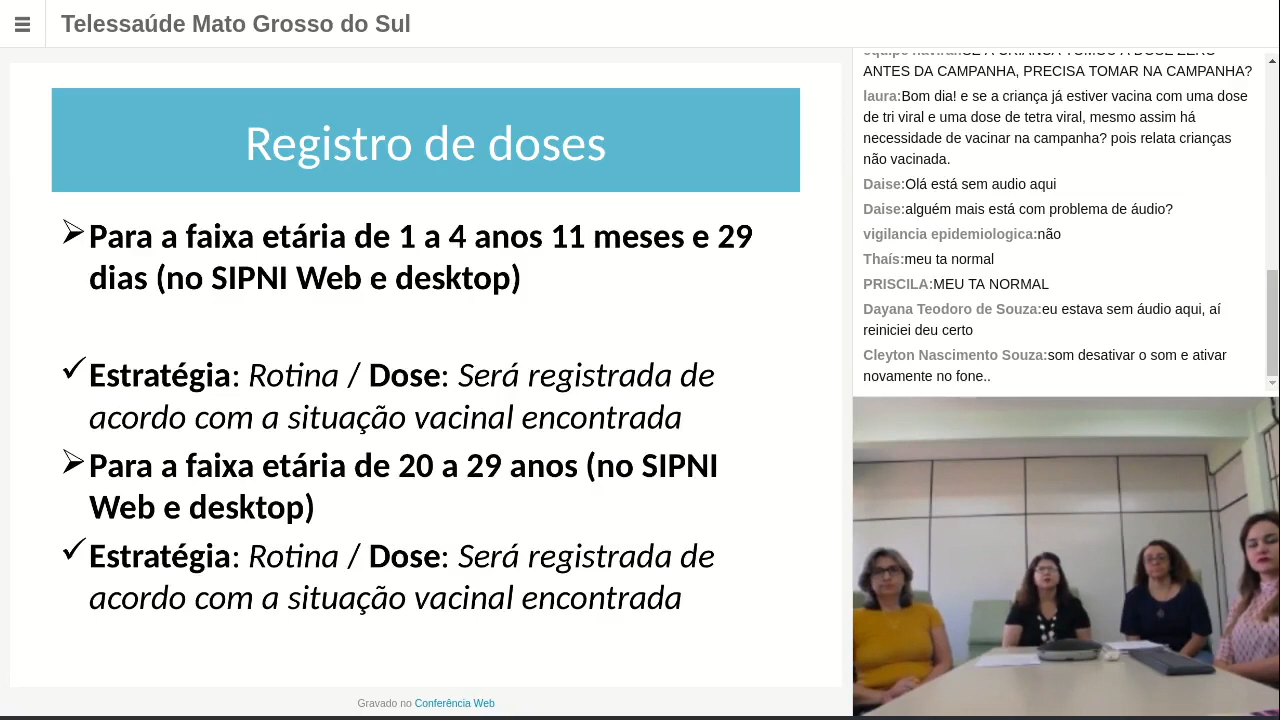 Telessaúde Mato Grosso do Sul
Registro de doses
Para a faixa etária de 1 a 4 anos 11 meses e 29
dias (no SIPNI Web e desktop)
Estratégia: Rotina / Dose: Será registrada de
acordo com a situação vacinal encontrada
Para a faixa etária de 20 a 29 anos (no SIPNI
Web e desktop)
Estratégia: Rotina / Dose: Será registrada de
acordo com a situação vacinal encontrada
Gravado no Conferência Web
equipe navirai:SE A CRIANÇA TOMOU A DOSE ZERO
ANTES DA CAMPANHA, PRECISA TOMAR NA CAMPANHA?
laura:Bom dia! e se a criança já estiver vacina com uma dose
de tri viral e uma dose de tetra viral, mesmo assim há
necessidade de vacinar na campanha? pois relata crianças
não vacinada.
Daise:Olá está sem audio aqui
Daise:alguém mais está com problema de áudio?
vigilancia epidemiologica:não
Thaís:meu ta normal
PRISCILA:MEU TA NORMAL
Dayana Teodoro de Souza:eu estava sem áudio aqui, aí
reiniciei deu certo
Cleyton Nascimento Souza:som desativar o som e ativar
novamente no fone..